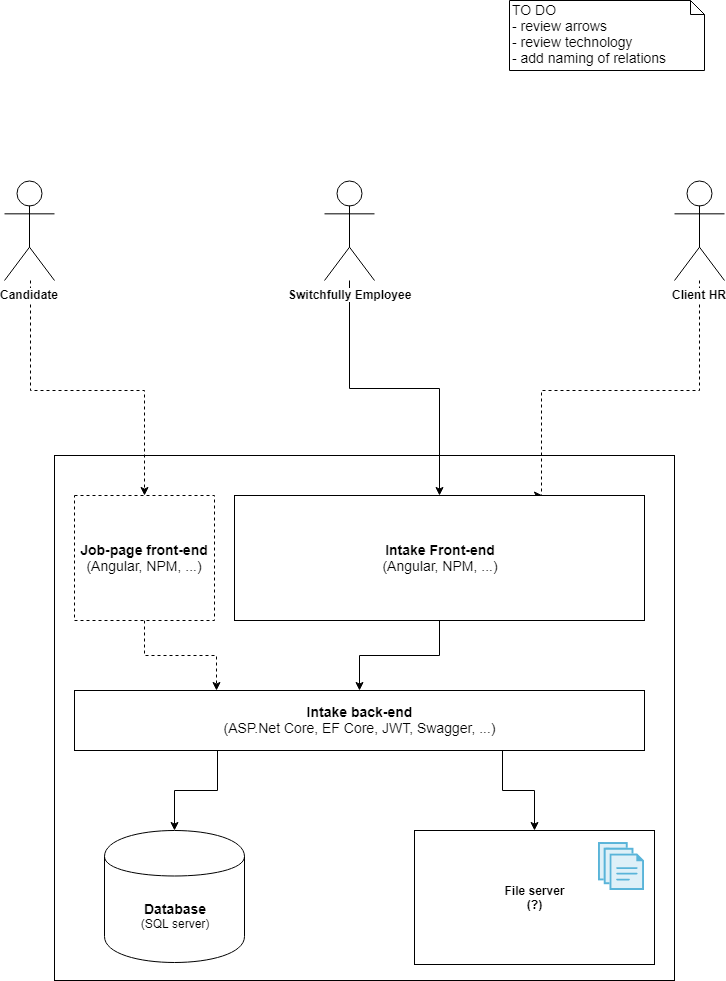 TO DO
- review arrows
- review technology
- add naming of relations
Candidate
Switchfully Employee
Client HR
Job-page front-end
(Angular, NPM, ...)
Intake Front-end
(Angular, NPM, ...)
Intake back-end
(ASP.Net Core, EF Core, JWT, Swagger, ...)
Database
(SQL server)
File server
(?)